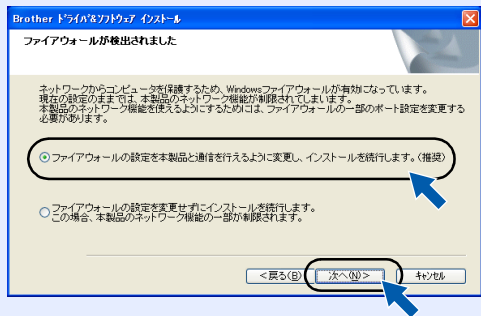 Brother ﾄﾞﾗｲﾊﾞ&ｿﾌﾄｳｪｱ ｲﾝｽﾄｰﾙ
ファイアウォールが検出されました
ネットワークからコンピュータを保護するため、Windowsファイアウォールが有効になっています。
現在の設定のままでは、本製品のネットワーク機能が制限されてしまいます。
本製品のネットワーク機能を使えるようにするためには、ファイアウォールの一部のポート設定を変更する
必要があります。
ファイアウォールの設定を本製品と通信を行えるように変更し、インストールを続行します。(推奨)
ファイアウォールの設定を変更せずにインストールを続行します。
この場合、本製品のネットワーク機能の一部が制限されます。
<戻る(B) 次へ(N)> ｷｬﾝｾﾙ